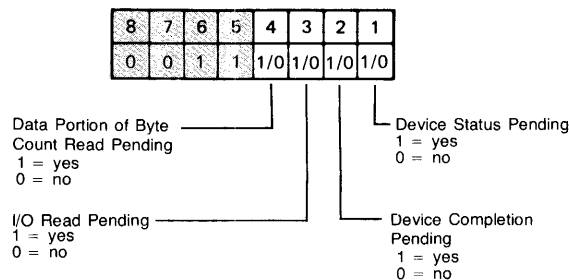 8 7 6 5 4 3 2 1
0 0 1 1 1/0 1/0 1/0 1/0
Data Portion of Byte
Count Read Pending
1 = yes
0 = no
Device Status Pending
1 = yes
0 = no
I/O Read Pending
1 = yes
0 = no
Device Completion
Pending
1 = yes
0 = no